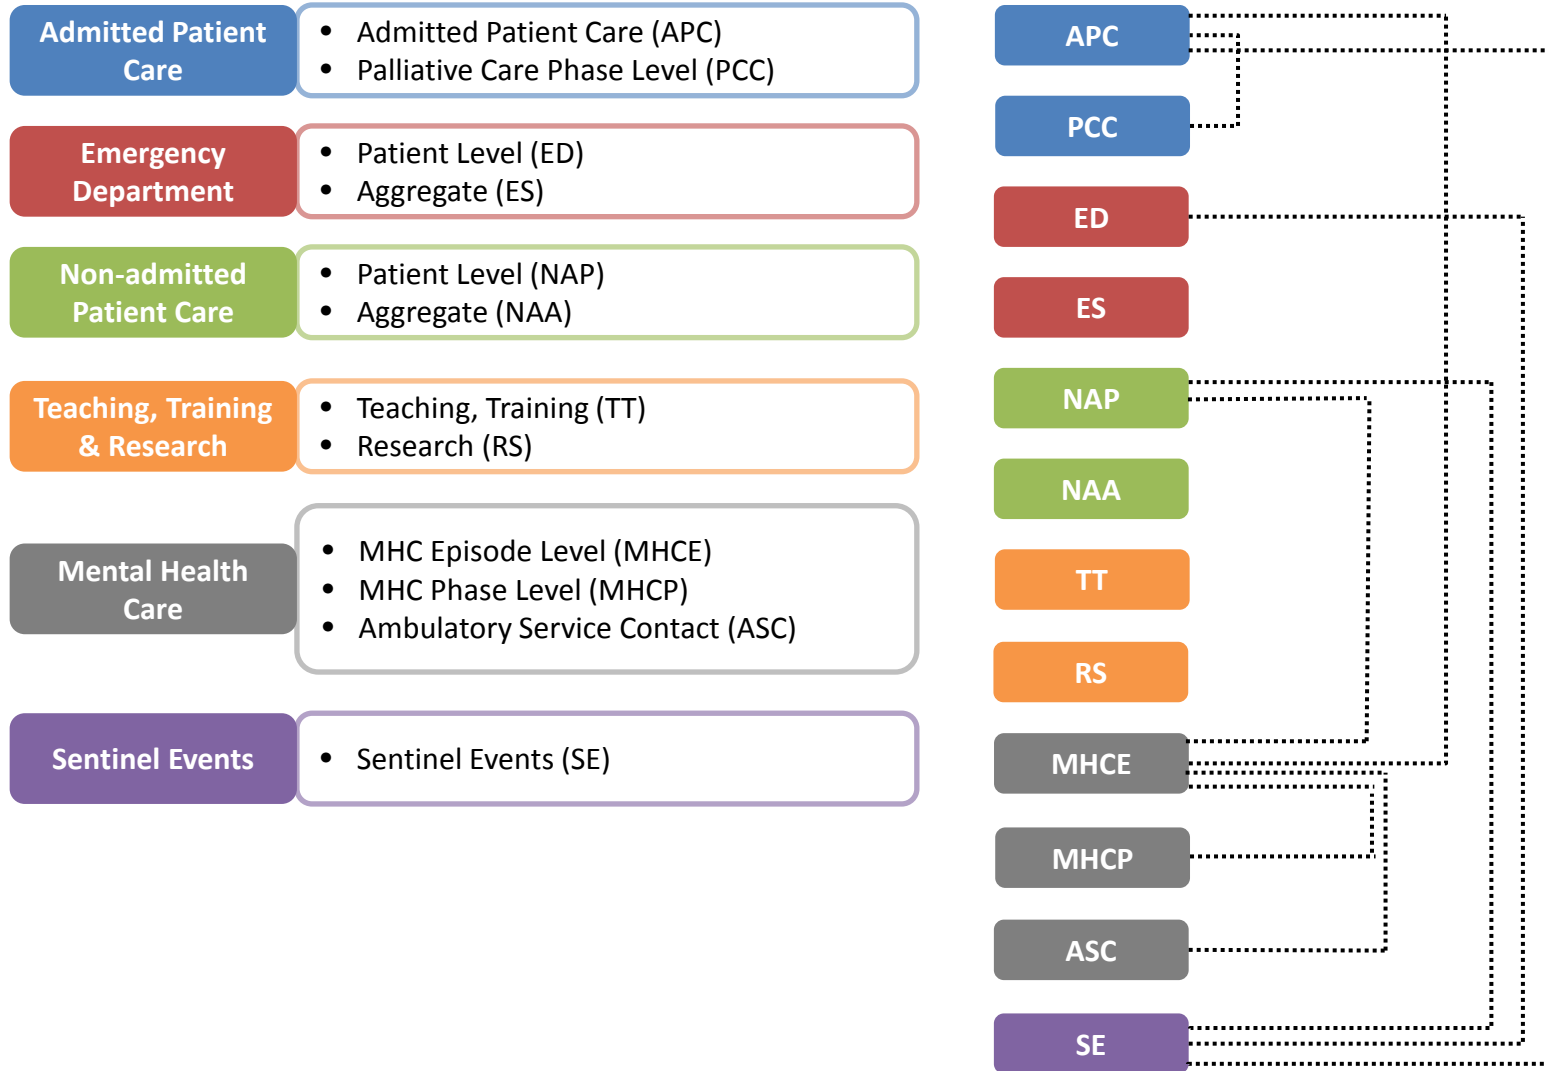 Admitted Patient
Care
• Admitted Patient Care (APC)
• Palliative Care Phase Level (PCC)
Emergency
Department
• Patient Level (ED)
• Aggregate (ES)
Non-admitted
Patient Care
• Patient Level (NAP)
• Aggregate (NAA)
Teaching, Training
& Research
• Teaching, Training (TT)
• Research (RS)
Mental Health
Care
• MHC Episode Level (MHCE)
• MHC Phase Level (MHCP)
• Ambulatory Service Contact (ASC)
Sentinel Events
• Sentinel Events (SE)
APC
PCC
ED
ES
NAP
NAA
TT
RS
MHCE
MHCP
ASC
SE